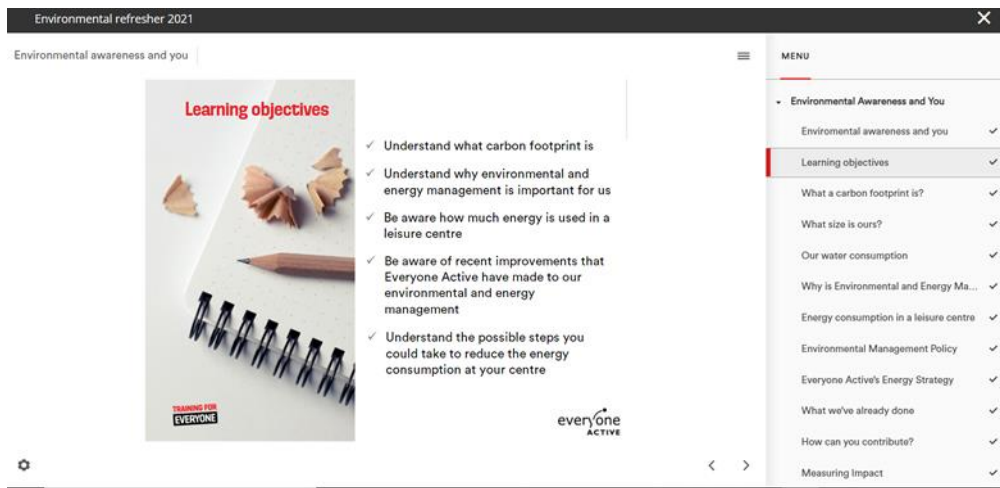 Environmental refresher 2021
Environmental awareness and you
Learning objectives
Understand what carbon footprint is
Understand why environmental and
energy management is important for us
Be aware how much energy is used in a
leisure centre
Be aware of recent improvements that
Everyone Active have made to our
environmental and energy
management
Understand the possible steps you
could take to reduce the energy
consumption at your centre
TRAINING FOR
EVERYONE
everyone
ACTIVE
MENU
Environmental Awareness and You
Enviromental awareness and you
Learning objectives
What a carbon footprint is?
What size is ours?
Our water consumption
Why is Environmental and Energy Ma...
Energy consumption in a leisure centre
Environmental Management Policy
Everyone Active's Energy Strategy
What we've already done
How can you contribute?
Measuring Impact